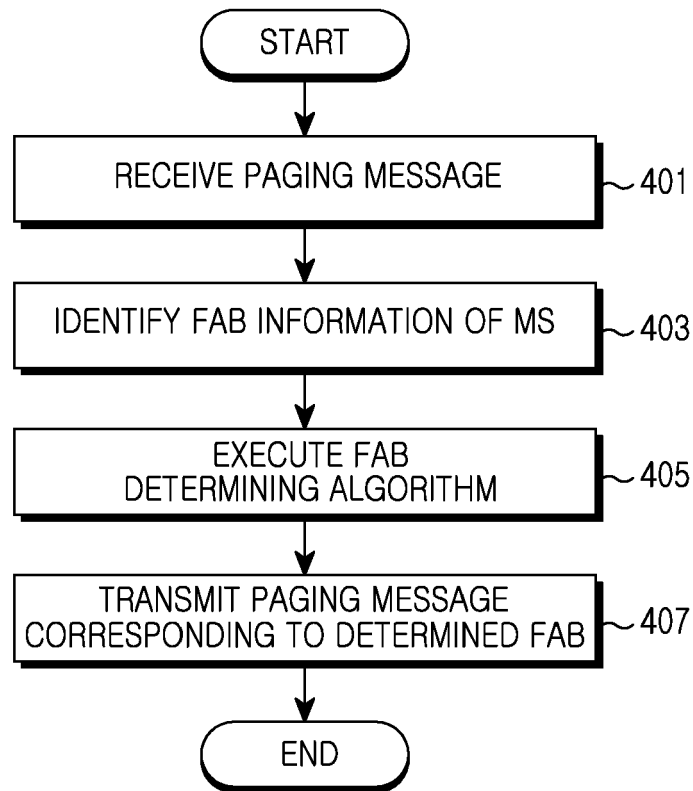 START
RECEIVE PAGING MESSAGE
401
IDENTIFY FAB INFORMATION OF MS
403
EXECUTE FAB
DETERMINING ALGORITHM
405
TRANSMIT PAGING MESSAGE
CORRESPONDING TO DETERMINED FAB
407
END